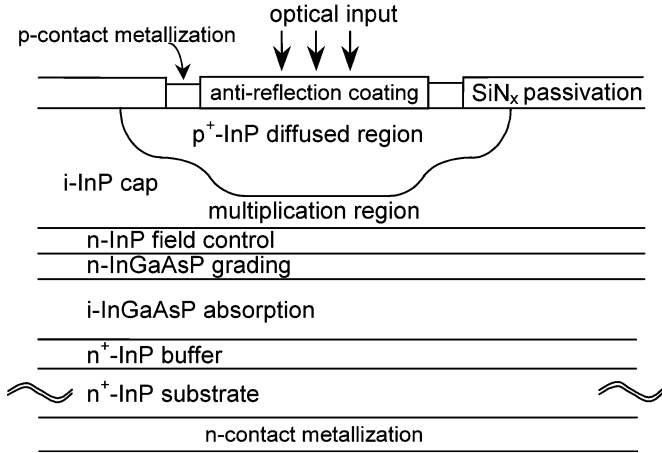 optical input
p-contact metallization
anti-reflection coating
SiNx passivation
p+-InP diffused region
i-InP cap
multiplication region
n-InP field control
n-InGaAsP grading
i-InGaAsP absorption
n+-InP buffer
n+-InP substrate
n-contact metallization